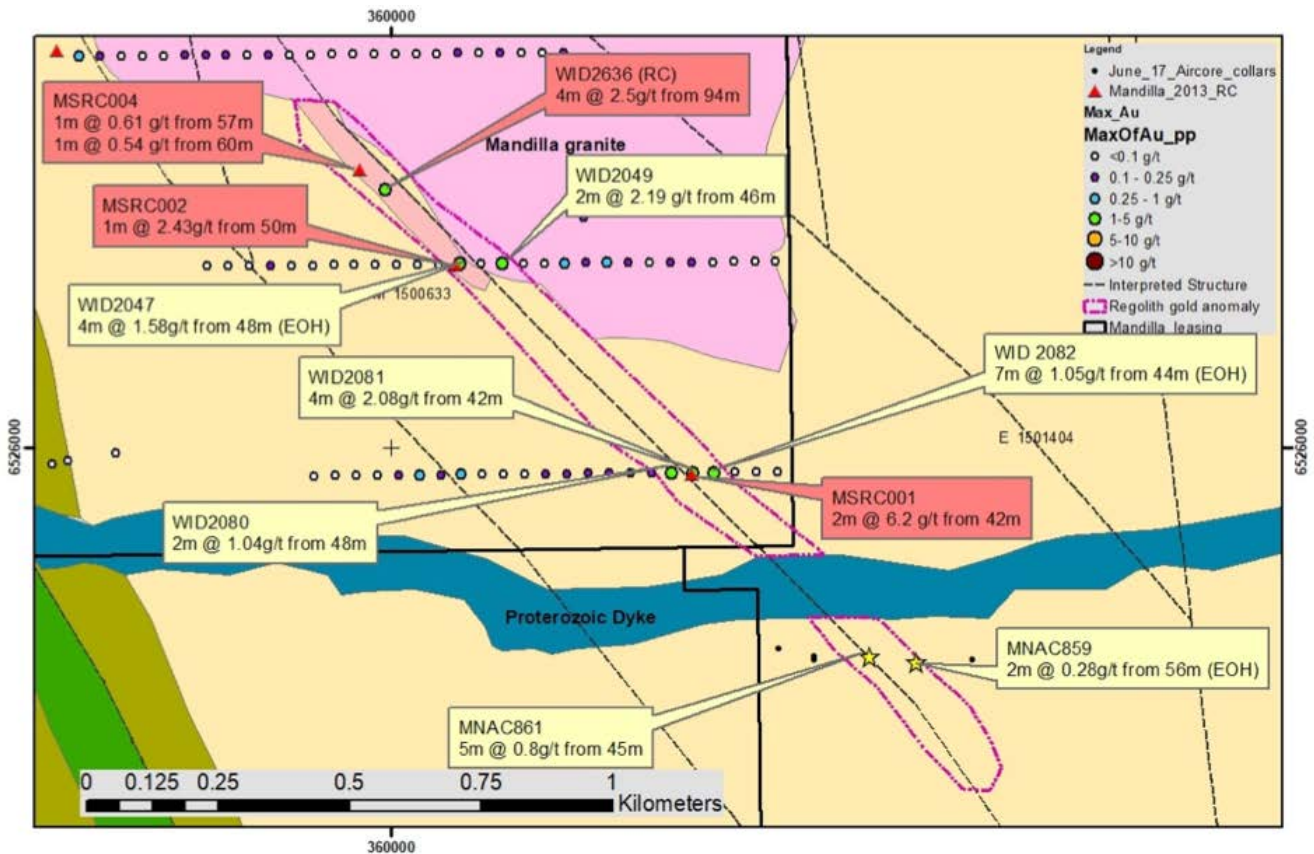 360000
MSRC004
1m @ 0.61 g/t from 57m
1m @ 0.54 g/t from 60m
WID2636 (RC)
4m @ 2.5g/t from 94m
Mandilla granite
WID2049
2m @ 2.19 g/t from 46m
MSRC002
1m @ 2.43g/t from 50m
WID2047
4m @ 1.58g/t from 48m (EOH)
1500633
WID2081
4m @ 2.08g/t from 42m
WID 2082
7m @ 1.05g/t from 44m (EOH)
E 1501404
6526000
6526000
MSRC001
2m @ 6.2 g/t from 42m
WID2080
2m @ 1.04g/t from 48m
Proterozoic Dyke
MNAC859
2m @ 0.28g/t from 56m (EOH)
MNAC861
5m @ 0.8g/t from 45m
0 0.125 0.25 0.5 0.75 1
Kilometers
360000
Legend
June_17_Aircore_collars
Mandilla_2013_RC
Max_Au
MaxOfAu_pp
<0.1 g/t
0.1 - 0.25 g/t
0.25 - 1 g/t
1-5 g/t
5-10 g/t
>10 g/t
Interpreted Structure
Regolith gold anomaly
Mandilla leasing